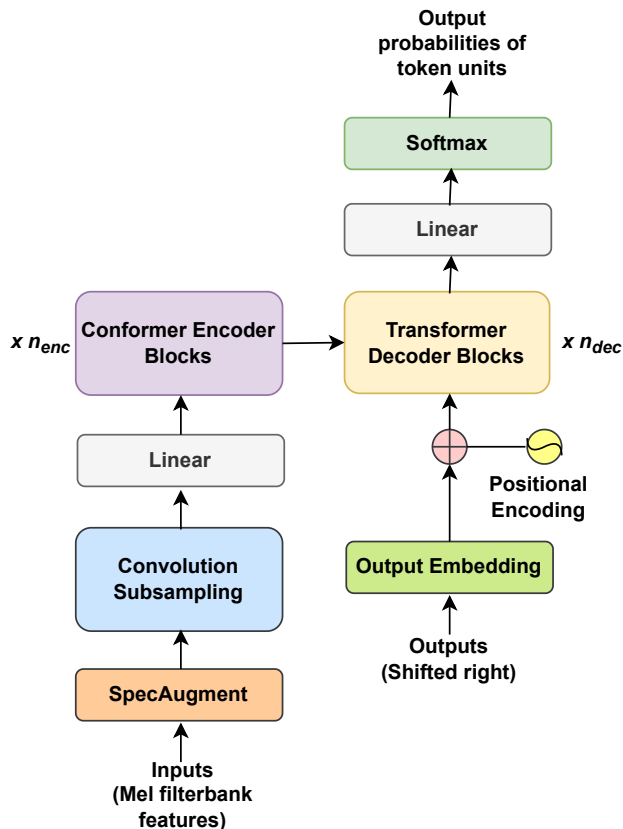 Output
probabilities of
token units
Softmax
Linear
x n_enc
Conformer Encoder
Blocks
Transformer
Decoder Blocks
x n_dec
Linear
Positional
Encoding
Convolution
Subsampling
Output Embedding
Outputs
(Shifted right)
SpecAugment
Inputs
(Mel filterbank
features)